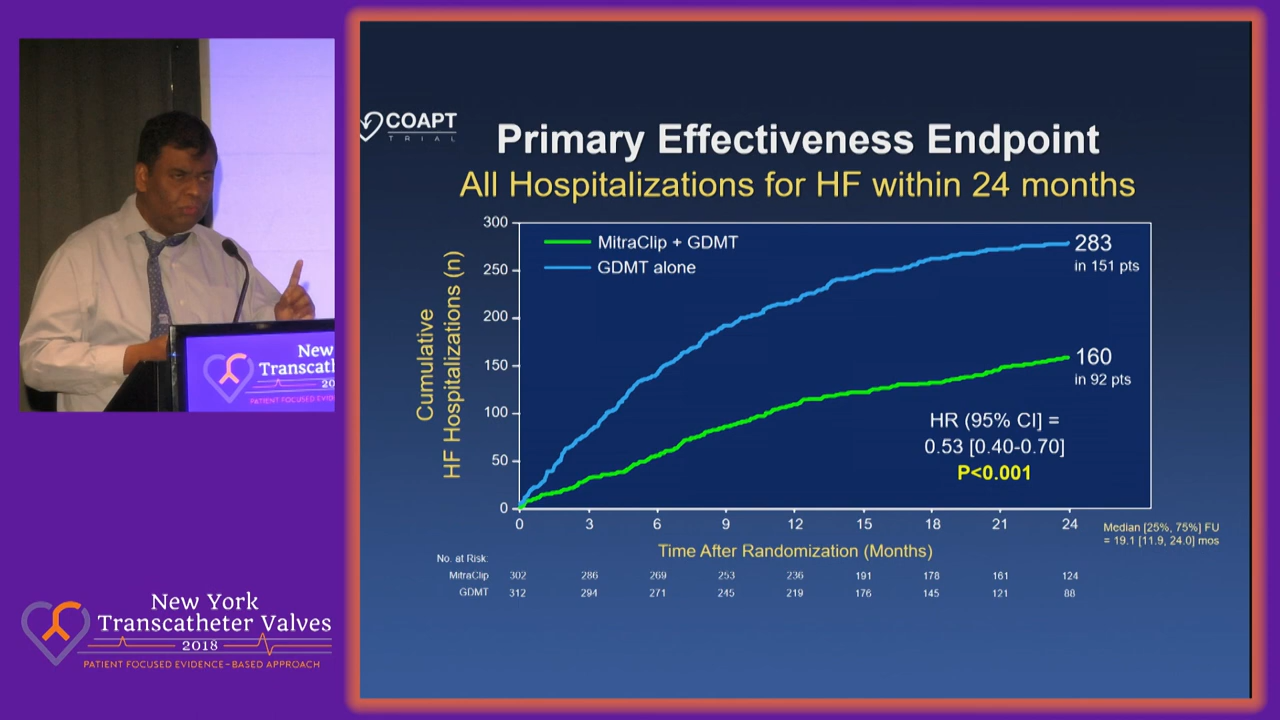 New
Transcathe
20
PATIENT FOCUSED EVID
New York
Transcatheter Valves
2018
PATIENT FOCUSED EVIDENCE-BASED APPROACH
COAPT
TRIAL
Primary Effectiveness Endpoint
All Hospitalizations for HF within 24 months
Cumulative
HF Hospitalizations (n)
300
250
200
150
100
50
0
MitraClip + GDMT
GDMT alone
283
in 151 pts
160
in 92 pts
HR (95% CI] =
0.53 [0.40-0.70]
P<0.001
0 3 6 9 12 15 18 21 24
Time After Randomization (Months)
Median [25%, 75%] FU
= 19.1 [11.9, 24.0] mos
No. at Risk:
MitraClip 302 286 269 253 236 191 178 161 124
GDMT 312 294 271 245 219 176 145 121 88